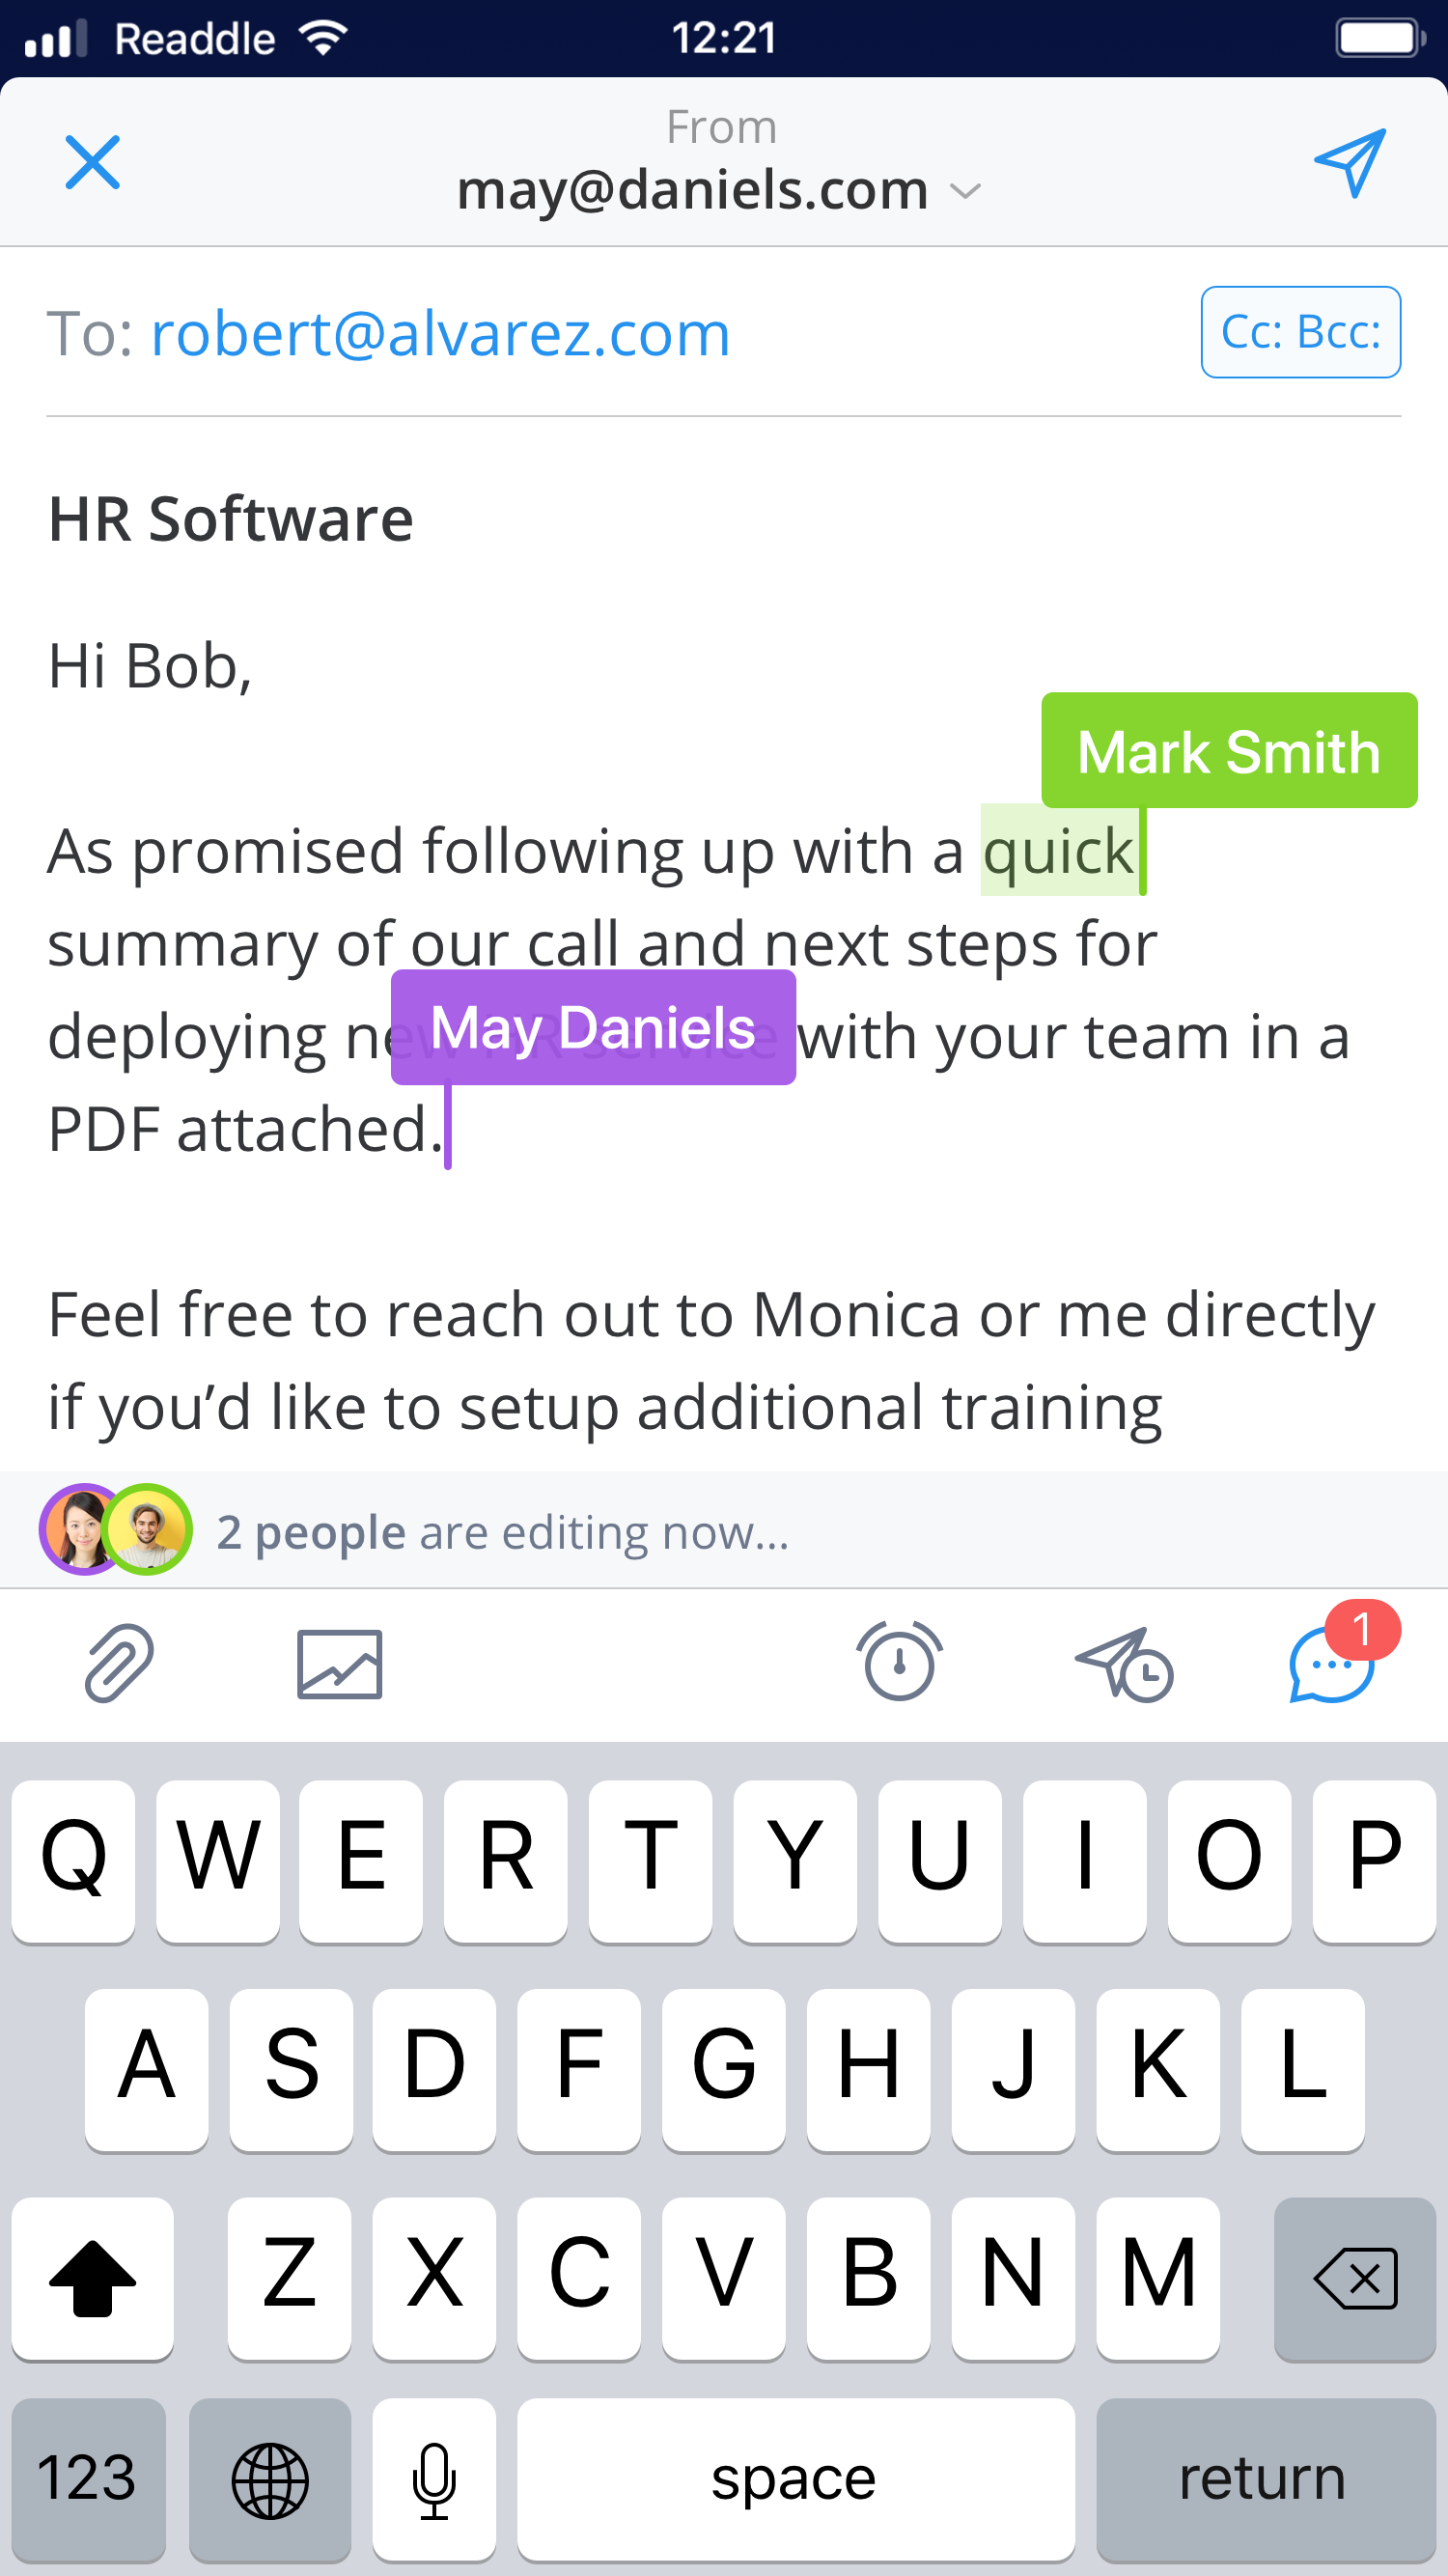 Readdle 12:21
From
may@daniels.com
To: robert@alvarez.com Cc: Bcc:
HR Software
Hi Bob,
Mark Smith
As promised following up with a quick
summary of our call and next steps for
May Daniels
deploying new HR service with your team in a
PDF attached.
Feel free to reach out to Monica or me directly
if you’d like to setup additional training
2 people are editing now...
1
Q W E R T Y U I O P
A S D F G H J K L
Z X C V B N M
123 space return